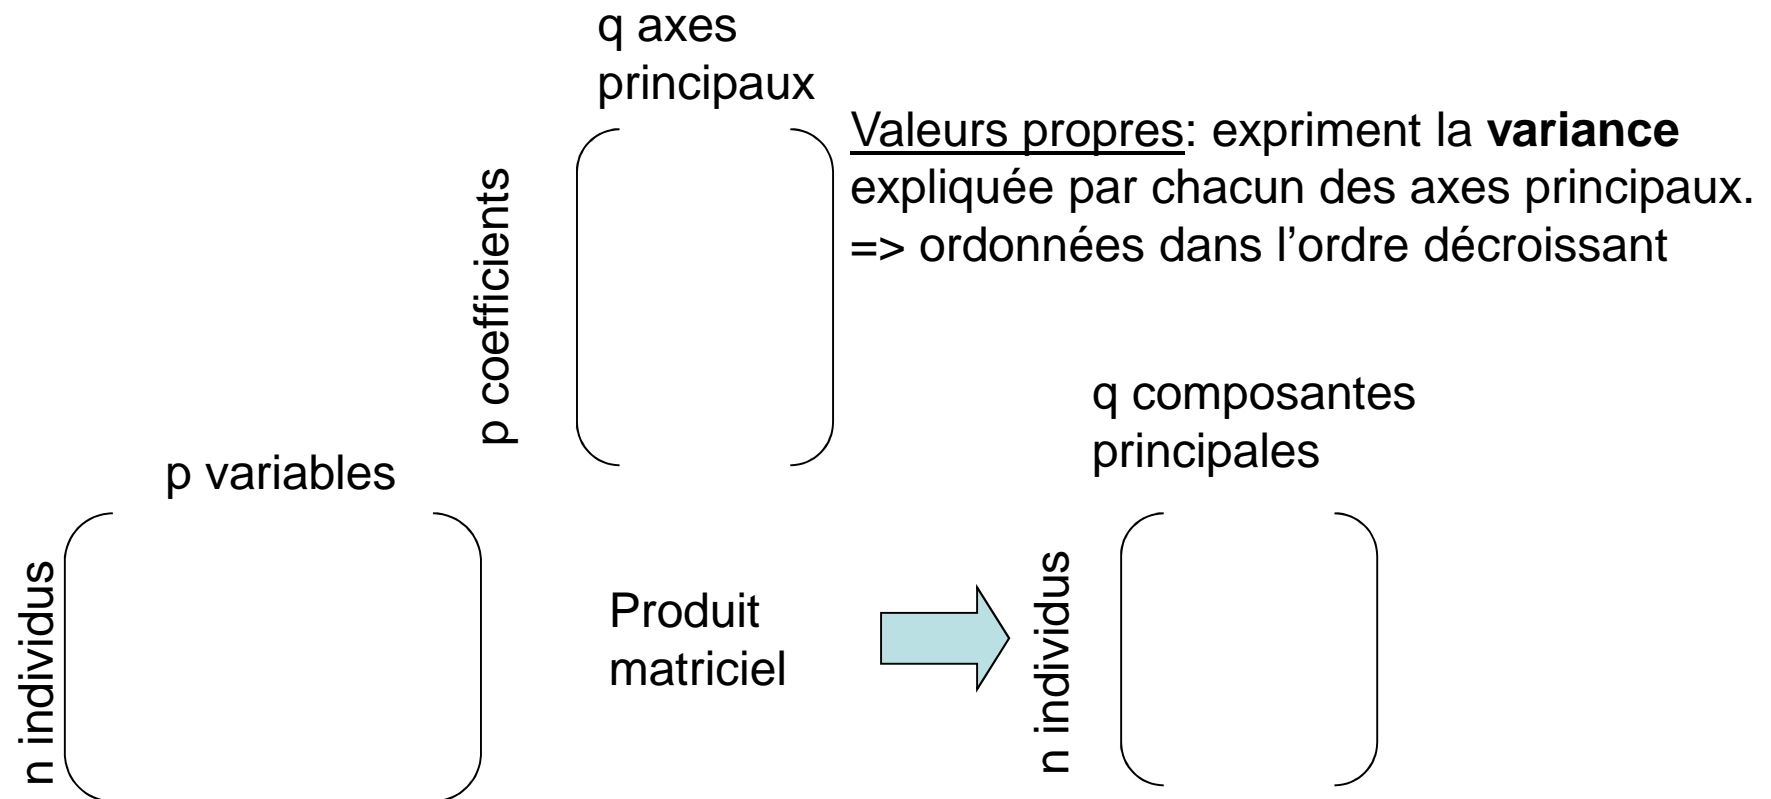 q axes
principaux
Valeurs propres: expriment la variance
expliquée par chacun des axes principaux.
=> ordonnées dans l'ordre décroissant
p coefficients
q composantes
principales
p variables
n individus
Produit
matriciel
n individus